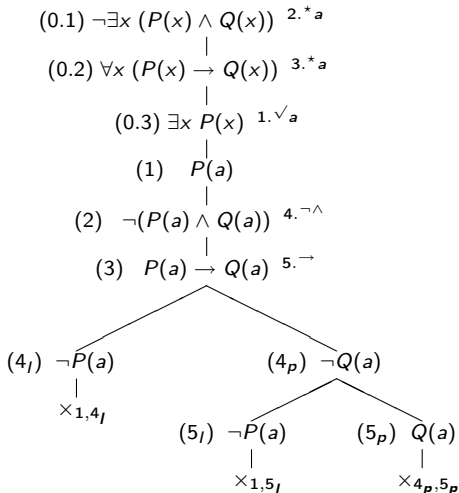 (0.1) ¬∃x (P(x) ∧ Q(x)) 2.*a
(0.2) ∀x (P(x) → Q(x)) 3.*a
(0.3) ∃x P(x) 1.√a
(1) P(a)
(2) ¬(P(a) ∧ Q(a)) 4.¬∧
(3) P(a) → Q(a) 5.→
(4l) ¬P(a) (4p) ¬Q(a)
×1,4l
(5l) ¬P(a) (5p) Q(a)
×1,5l ×4p,5p